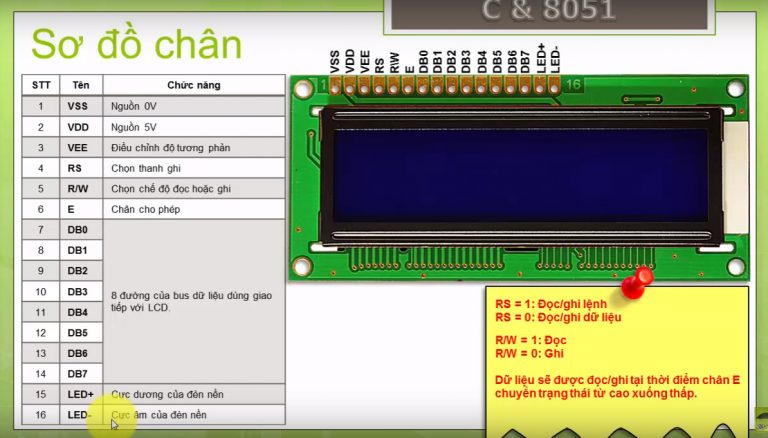 C & 8051
Sơ đồ chân
STT Tên Chức năng
1 VSS Nguồn 0V
2 VDD Nguồn 5V
3 VEE Điều chỉnh độ tương phản
4 RS Chọn thanh ghi
5 R/W Chọn chế độ đọc hoặc ghi
6 E Chân cho phép
7 DB0
8 DB1
9 DB2
10 DB3
11 DB4
12 DB5
13 DB6
14 DB7
8 đường của bus dữ liệu dùng giao
tiếp với LCD.
15 LED+ Cực dương của đèn nền
16 LED- Cực âm của đèn nền
VSS
VDD
VEE
RS
R/W
E
DB0
DB1
DB2
DB3
DB4
DB5
DB6
DB7
LED+
LED-
1 16
RS = 1: Đọc/ghi lệnh
RS = 0: Đọc/ghi dữ liệu
R/W = 1: Đọc
R/W = 0: Ghi
Dữ liệu sẽ được đọc/ghi tại thời điểm chân E
chuyển trạng thái từ cao xuống thấp.